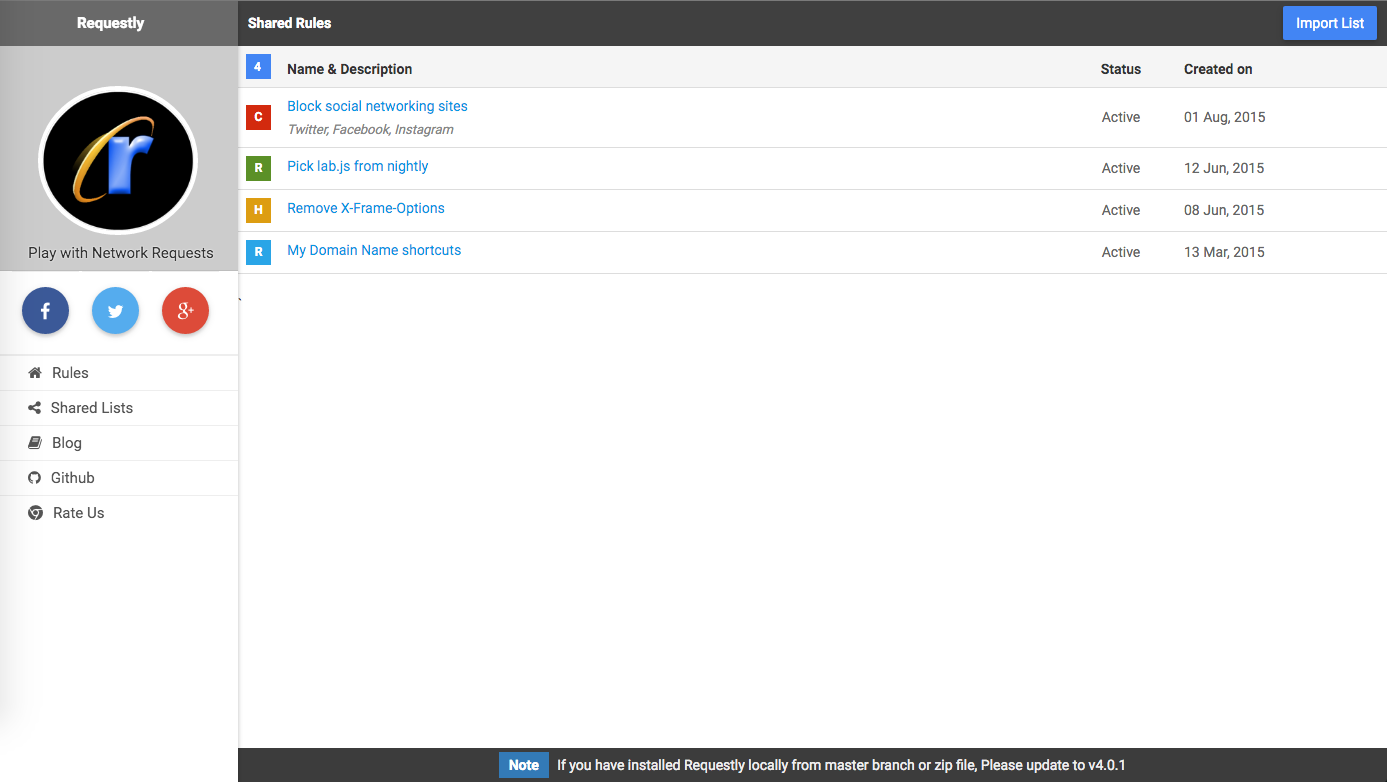 Requestly
Shared Rules
Import List
r
Play with Network Requests
f
g+
Rules
Shared Lists
Blog
Github
Rate Us
4 Name & Description Status Created on
C Block social networking sites Active 01 Aug, 2015
Twitter, Facebook, Instagram
R Pick lab.js from nightly Active 12 Jun, 2015
H Remove X-Frame-Options Active 08 Jun, 2015
R My Domain Name shortcuts Active 13 Mar, 2015
`
Note If you have installed Requestly locally from master branch or zip file, Please update to v4.0.1